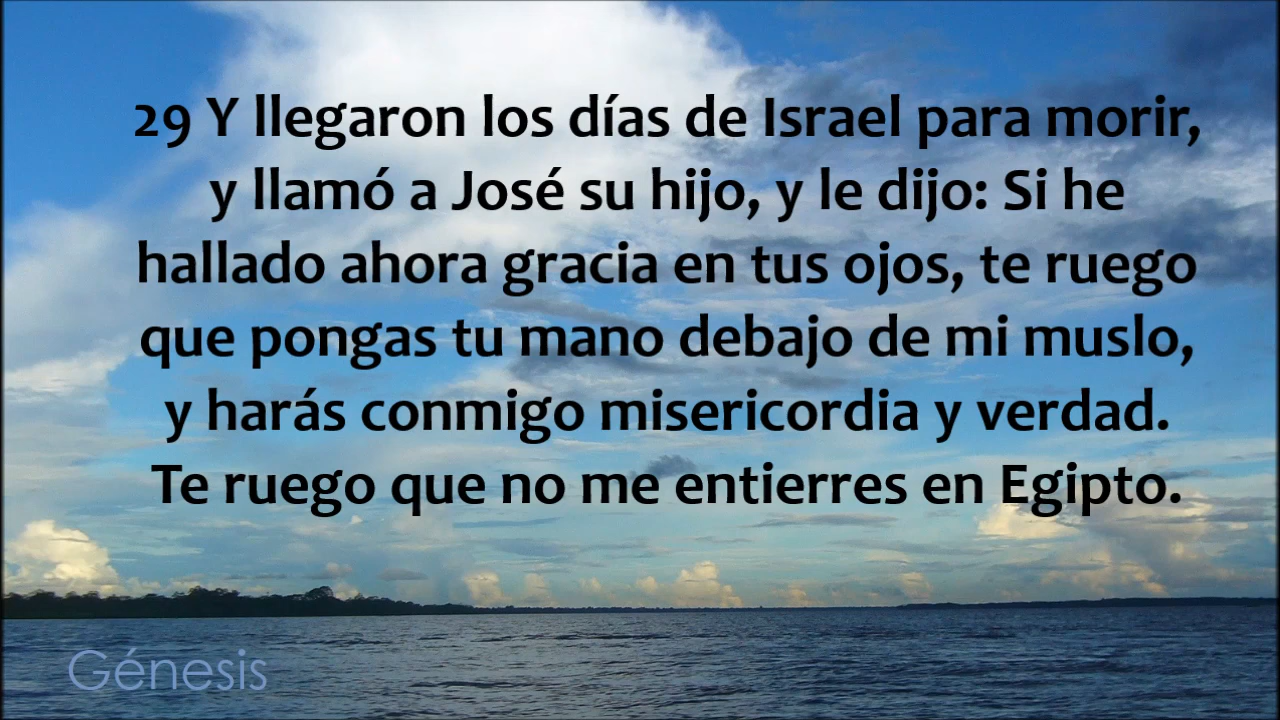 29 Y llegaron los días de Israel para morir,
y llamó a José su hijo, y le dijo: Si he
hallado ahora gracia en tus ojos, te ruego
que pongas tu mano debajo de mi muslo,
y harás conmigo misericordia y verdad.
Te ruego que no me entierres en Egipto.
Génesis